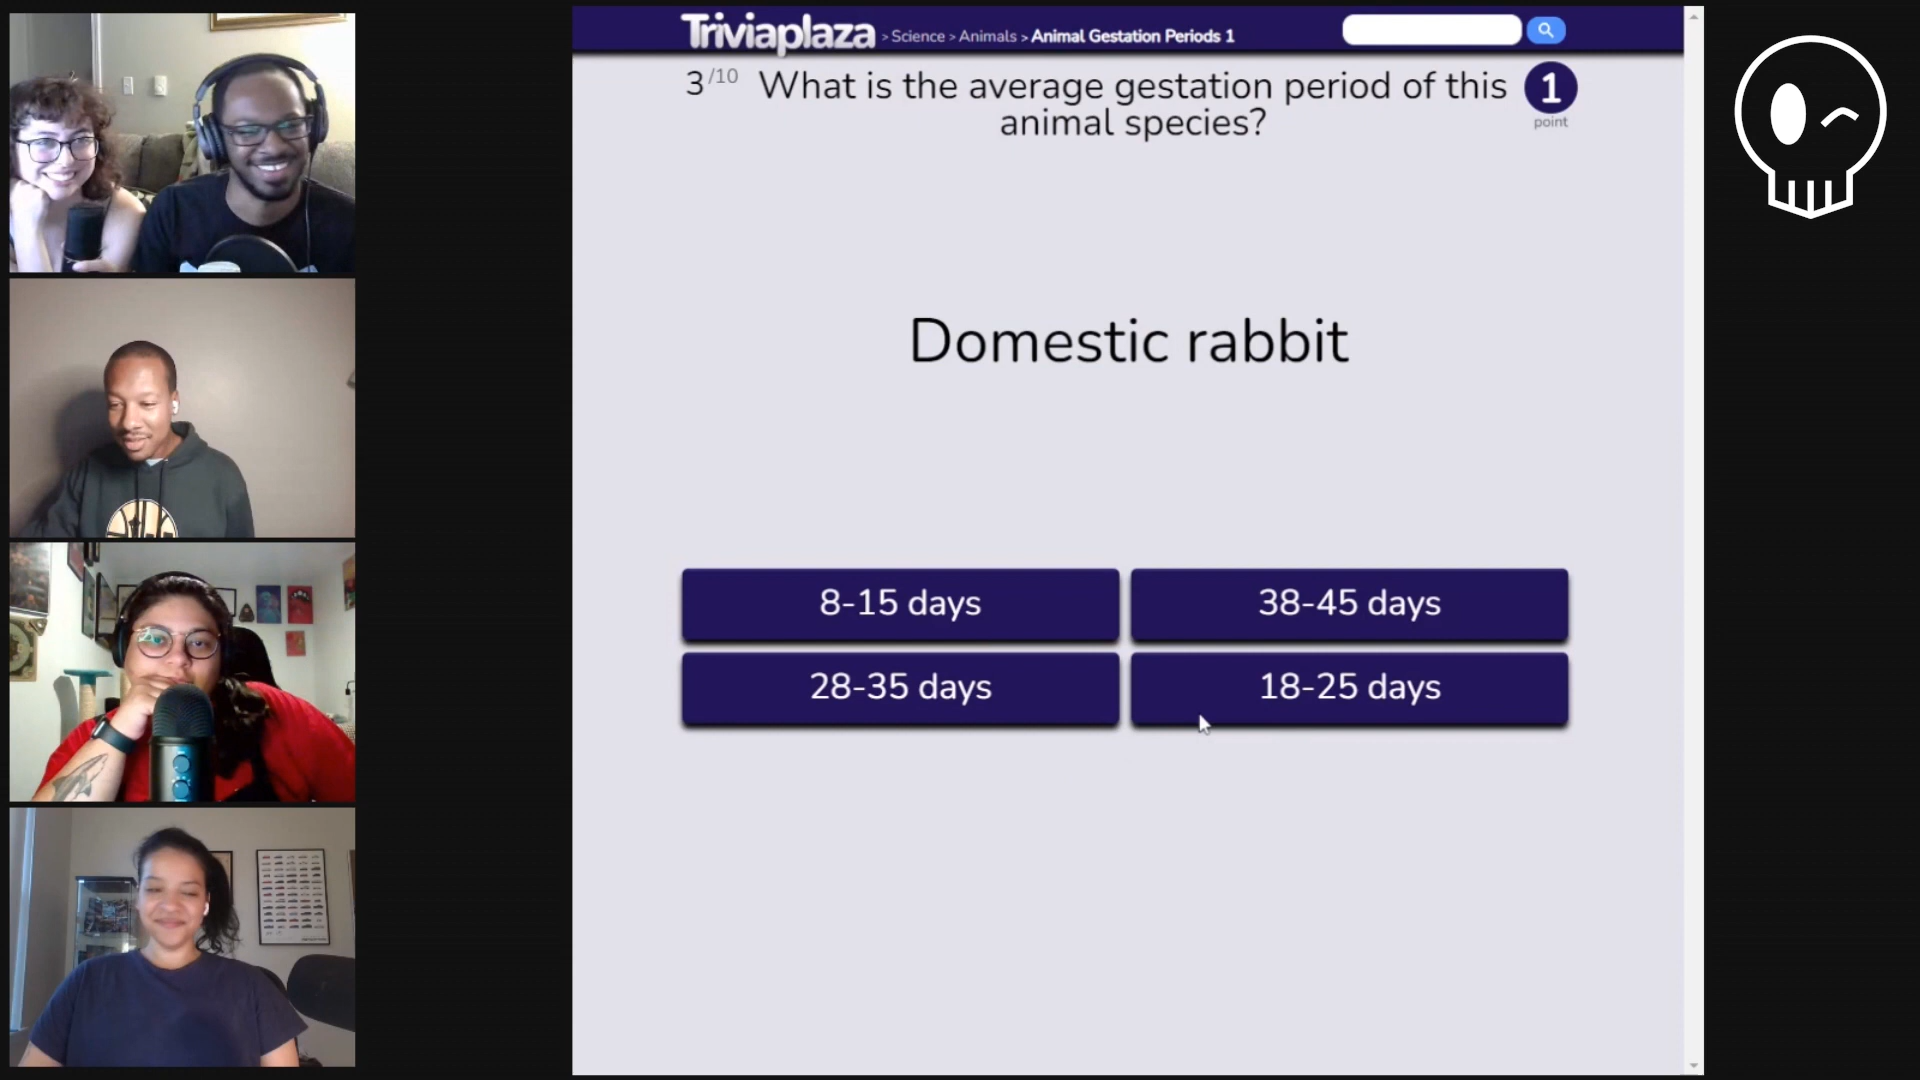 Triviaplaza > Science > Animals > Animal Gestation Periods 1
3/10 What is the average gestation period of this
animal species?
1
point
Domestic rabbit
8-15 days
38-45 days
28-35 days
18-25 days